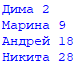 Дима 2
Марина 9
Андрей 18
Никита 28